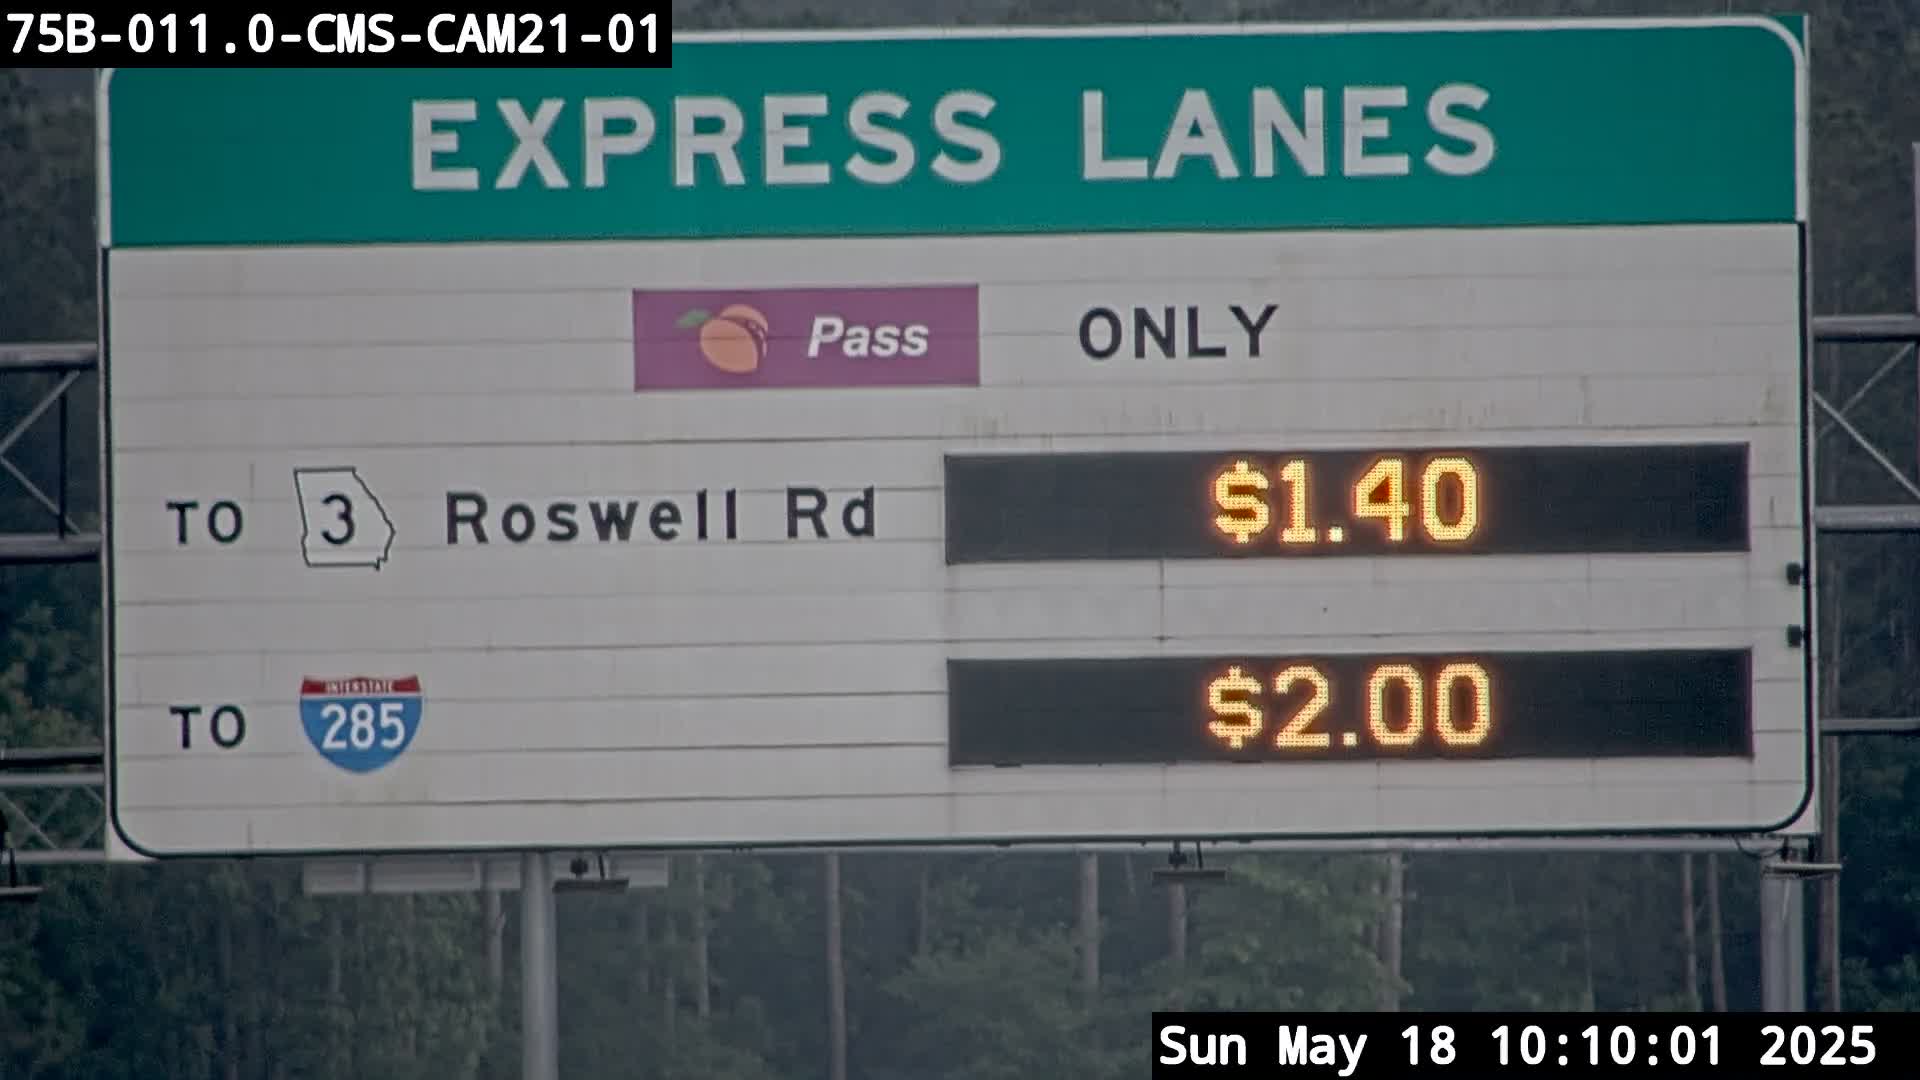 75B-011.0-CMS-CAM21-01
EXPRESS LANES
Pass ONLY
TO 3 Roswell Rd $1.40
INTERSTATE
TO 285 $2.00
Sun May 18 10:10:01 2025